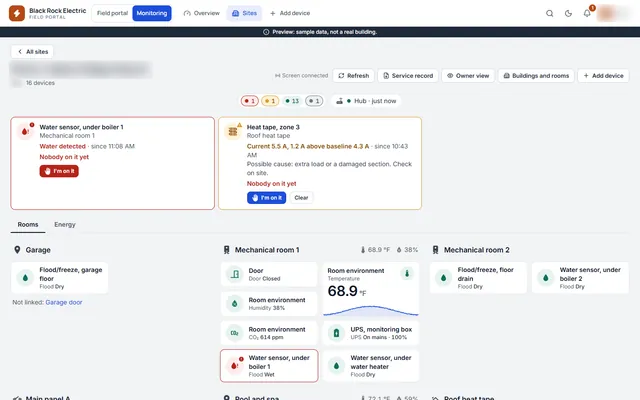 Black Rock Electric
FIELD PORTAL
Field portal
Monitoring
Overview
Sites
+ Add device
1
Preview: sample data, not a real building.
All sites
16 devices
Screen connected
Refresh
Service record
Owner view
Buildings and rooms
+ Add device
1
1
13
1
Hub · just now
Water sensor, under boiler 1
Mechanical room 1
Water detected · since 11:08 AM
Nobody on it yet
I'm on it
Heat tape, zone 3
Roof heat tape
Current 5.5 A, 1.2 A above baseline 4.3 A · since 10:43
AM
Possible cause: extra load or a damaged section. Check
on site.
Nobody on it yet
I'm on it
Clear
Rooms
Energy
Garage
Flood/freeze, garage
floor
Flood Dry
Not linked: Garage door
Mechanical room 1
68.9 °F
38%
Door
Door Closed
Room environment
Humidity 38%
Room environment
CO₂ 614 ppm
Water sensor, under
boiler 1
Flood Wet
Room environment
Temperature
68.9 °F
UPS, monitoring box
UPS On mains · 100%
Water sensor, under
water heater
Flood Dry
Mechanical room 2
Flood/freeze, floor
drain
Flood Dry
Water sensor, under
boiler 2
Flood Dry
Main panel A
Pool and spa
72.1 °F
59%
Roof heat tape